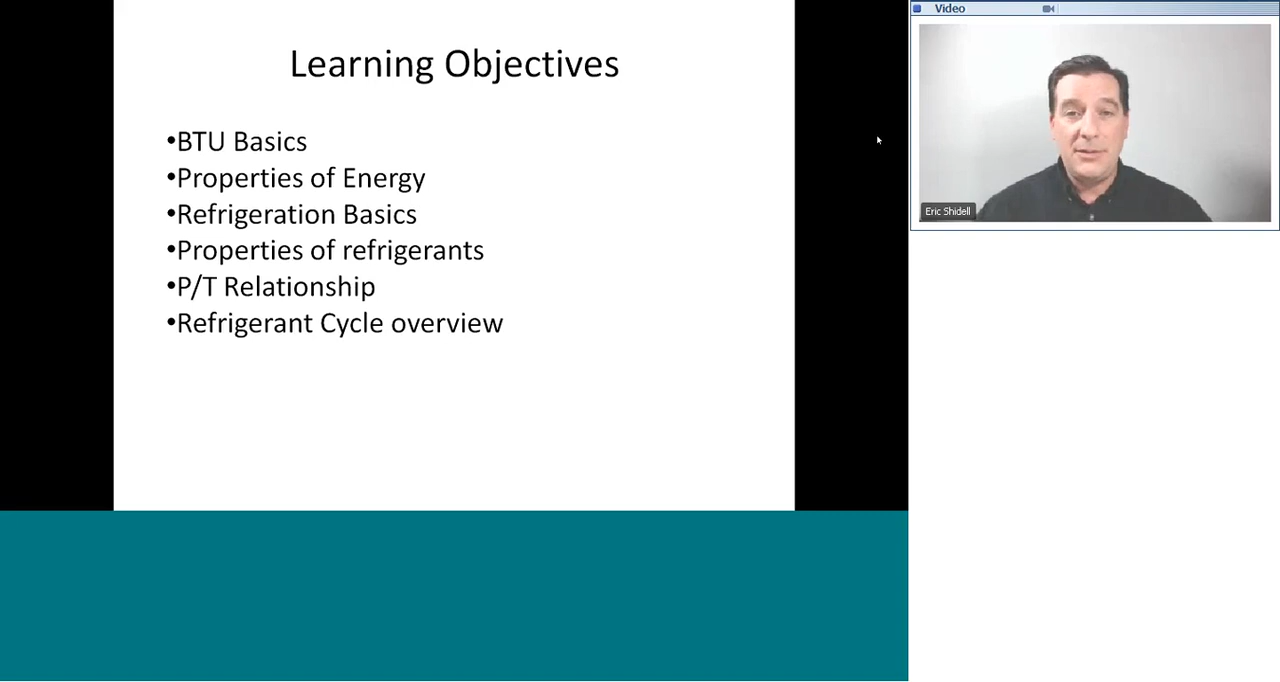 Learning Objectives
•BTU Basics
•Properties of Energy
•Refrigeration Basics
•Properties of refrigerants
•P/T Relationship
•Refrigerant Cycle overview
Video
Eric Shidell